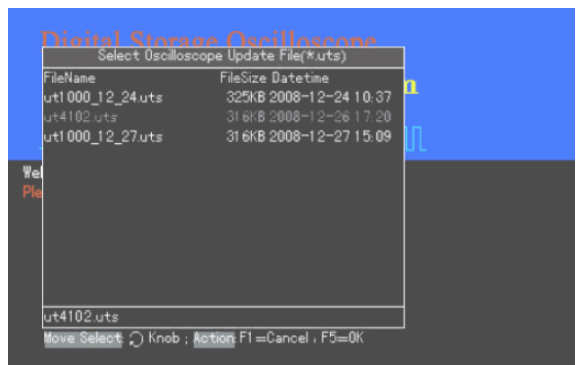 Digital Storage Oscilloscope
Select Oscilloscope Update File(*.uts)
FileName FileSize Datetime
ut1000_12_24.uts 325KB 2008-12-24 10:37
ut4102.uts 316KB 2008-12-26 17:20
ut1000_12_27.uts 316KB 2008-12-27 15:09
Wel
Ple
ut4102.uts
Move Select: Knob ; Action: F1=Cancel , F5=OK